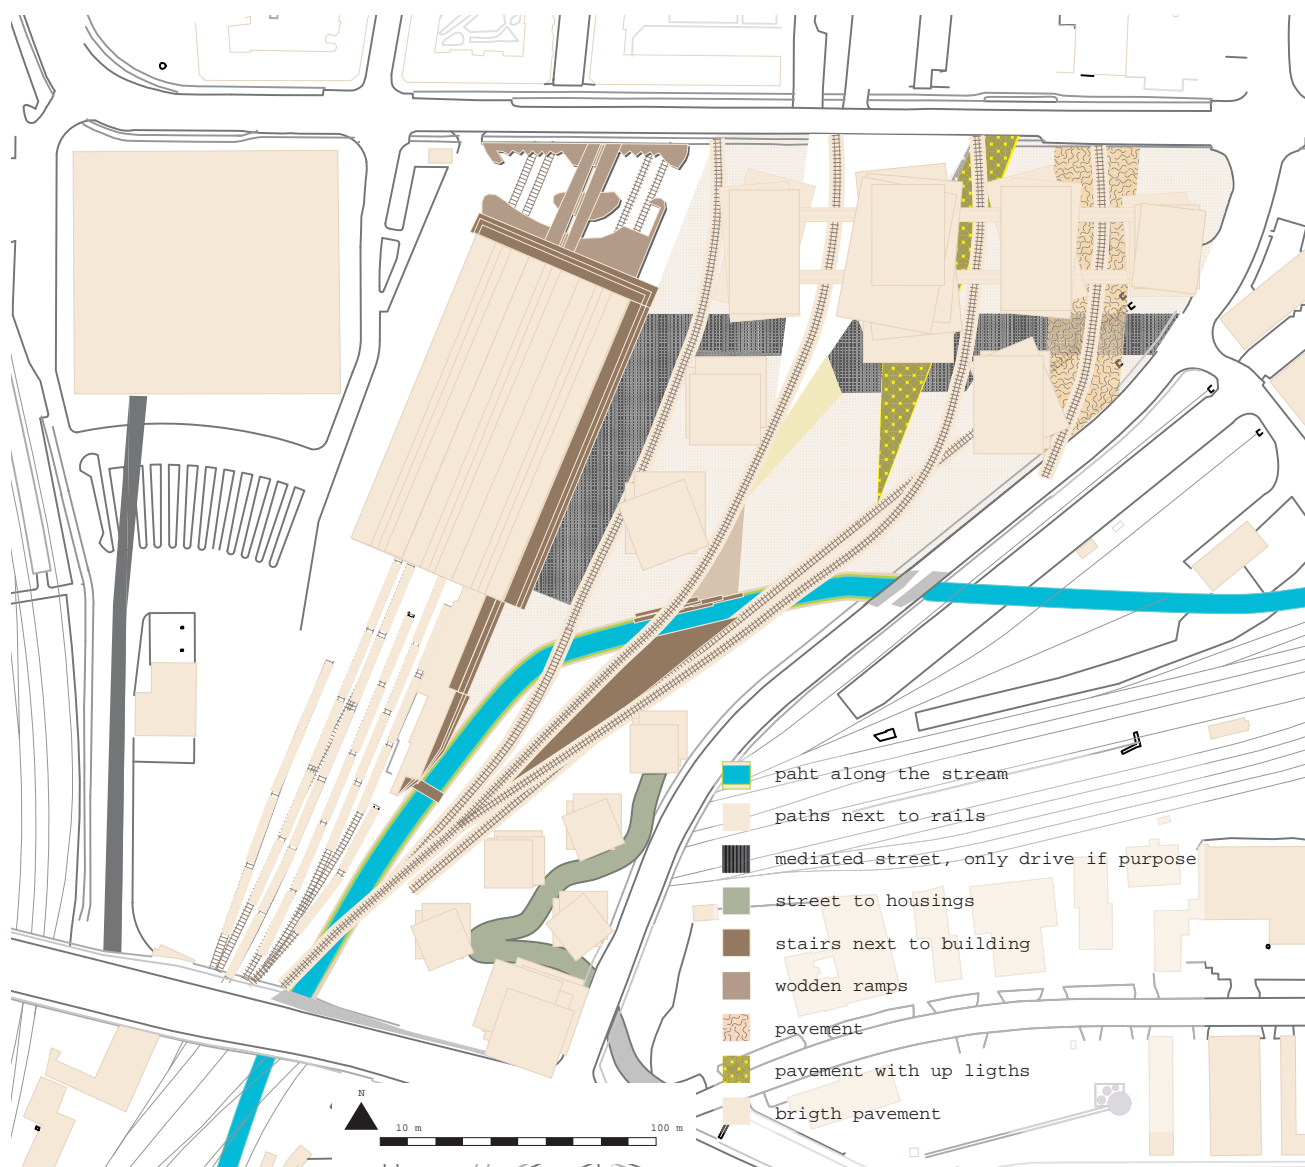 paht along the stream
paths next to rails
mediated street, only drive if purpose
street to housings
stairs next to building
wodden ramps
pavement
pavement with up ligths
brigth pavement
N
10 m 100 m